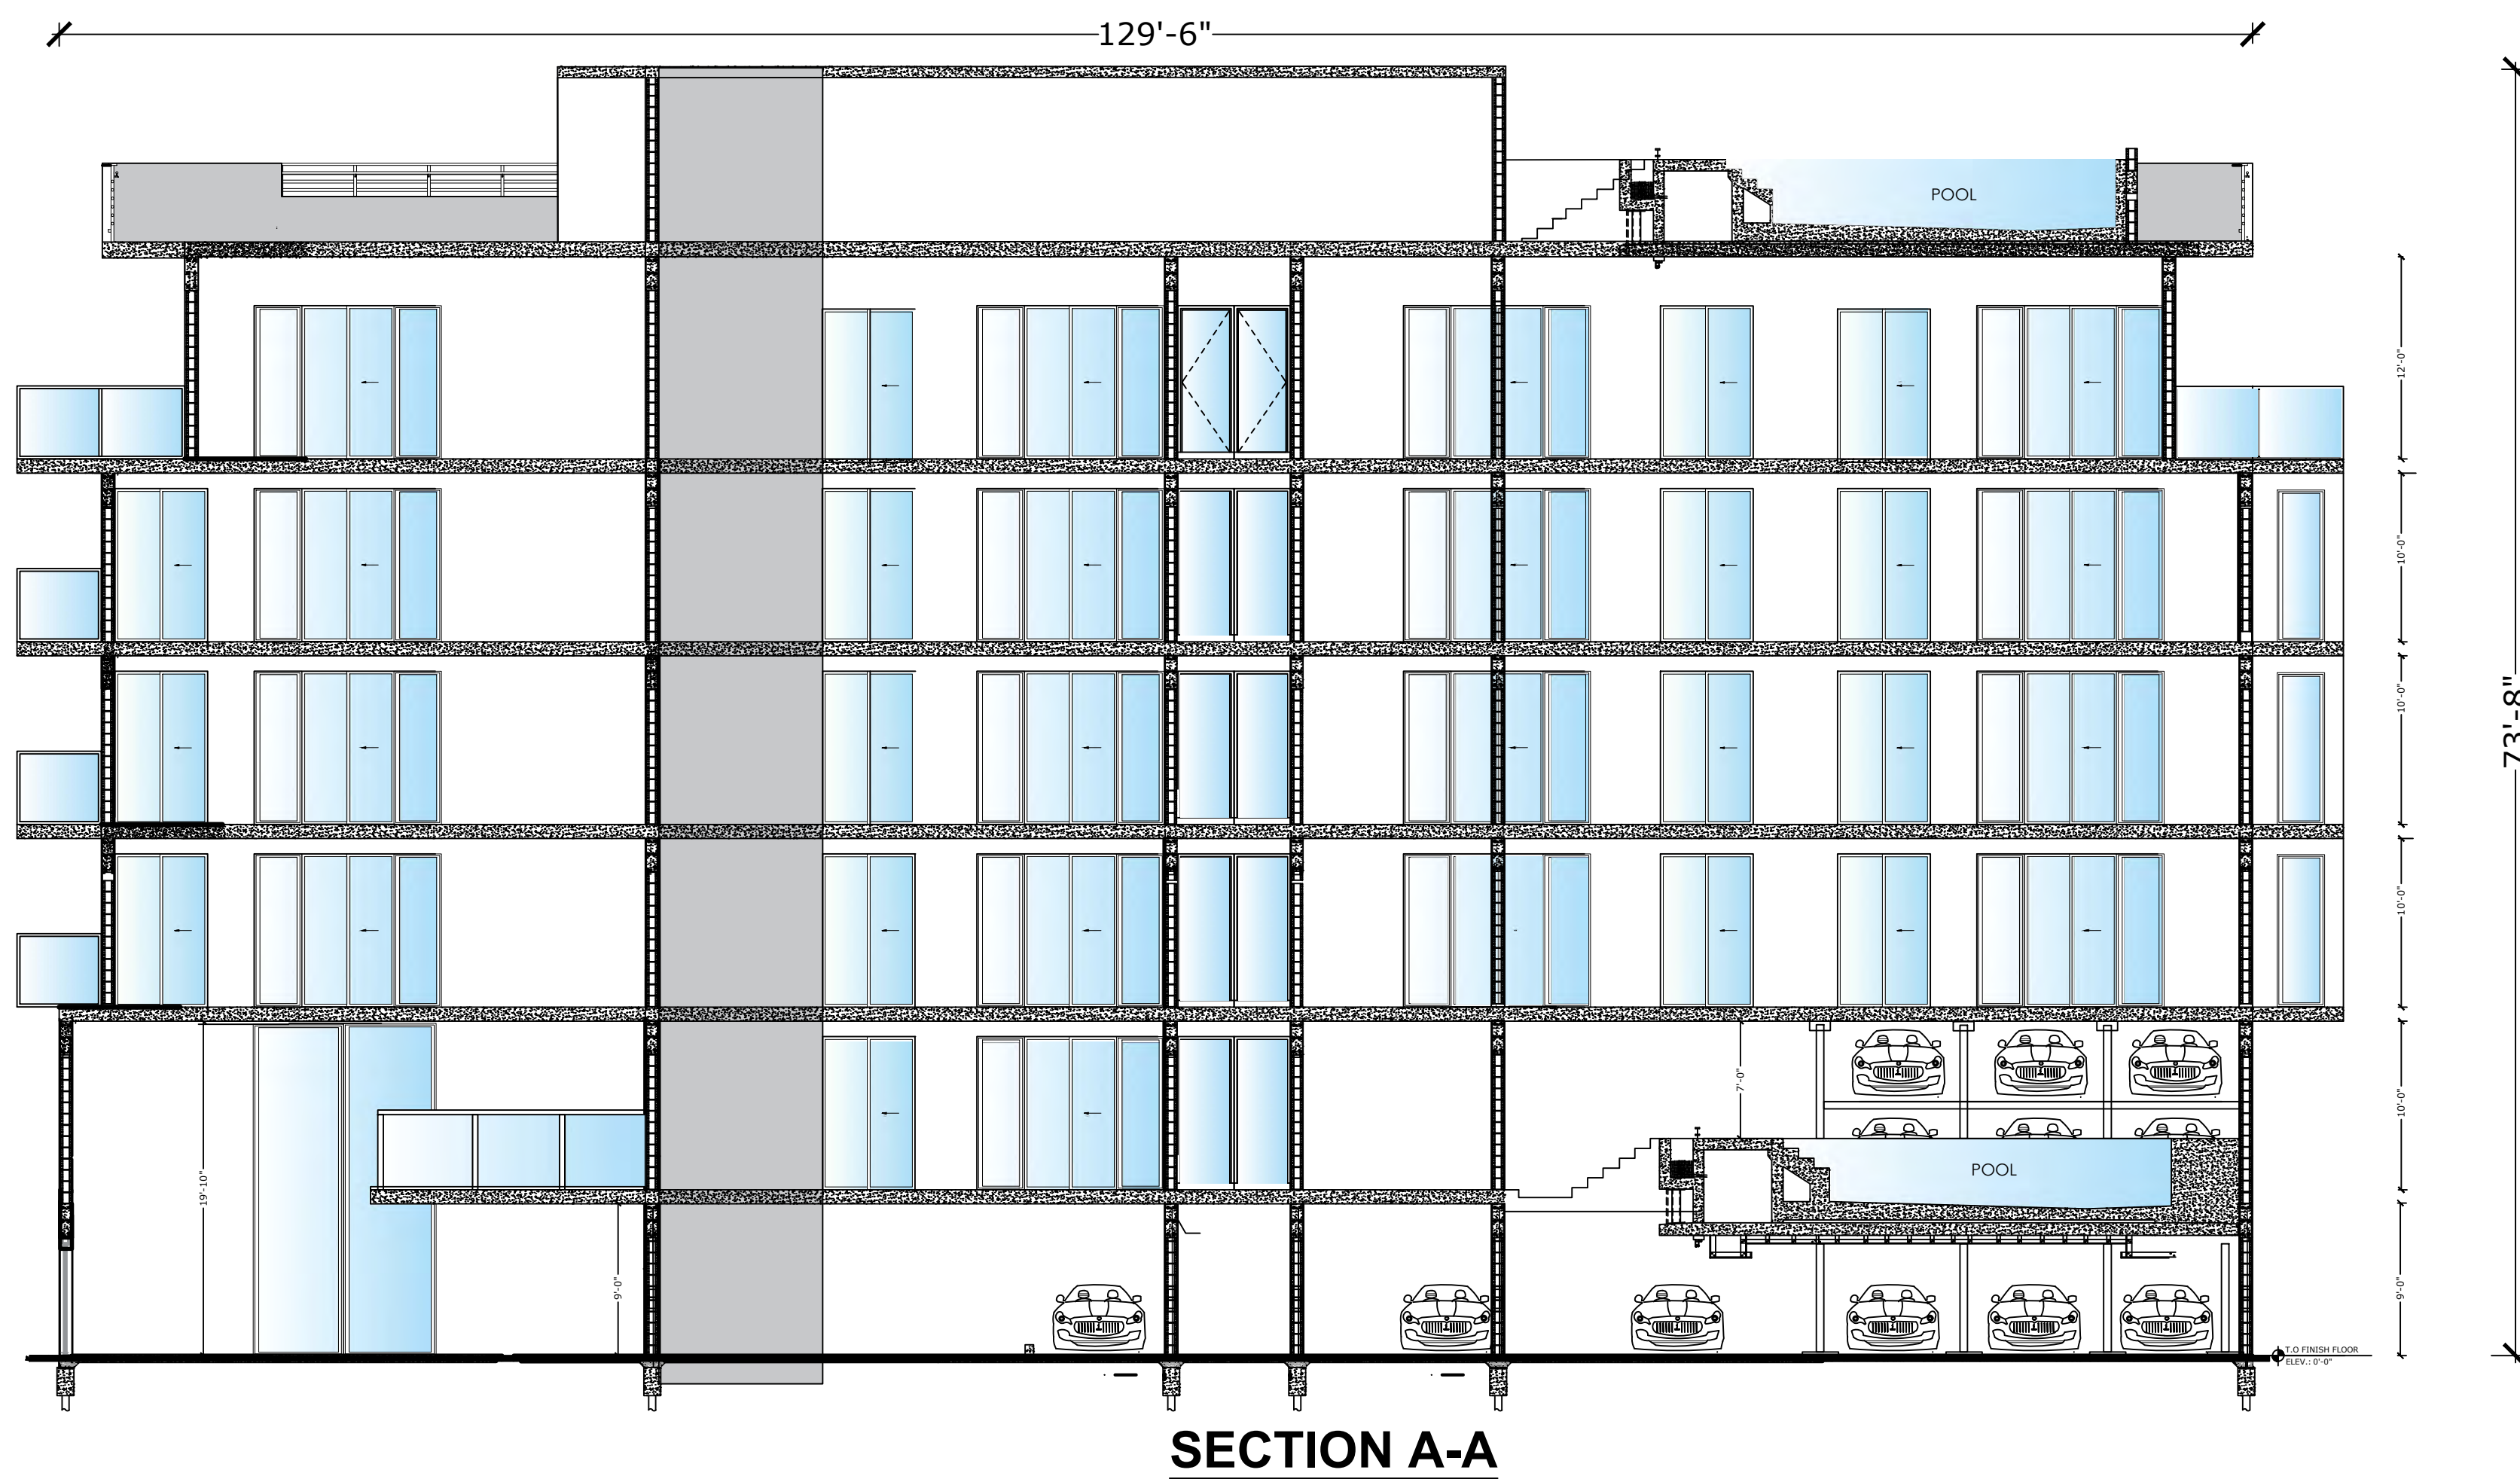 129'-6"
POOL
12'-0"
10'-0"
73'-8"
10'-0"
10'-0"
7'-0"
10'-0"
19'-10"
POOL
9'-0"
9'-0"
T.O FINISH FLOOR
ELEV.: 0'-0"
SECTION A-A